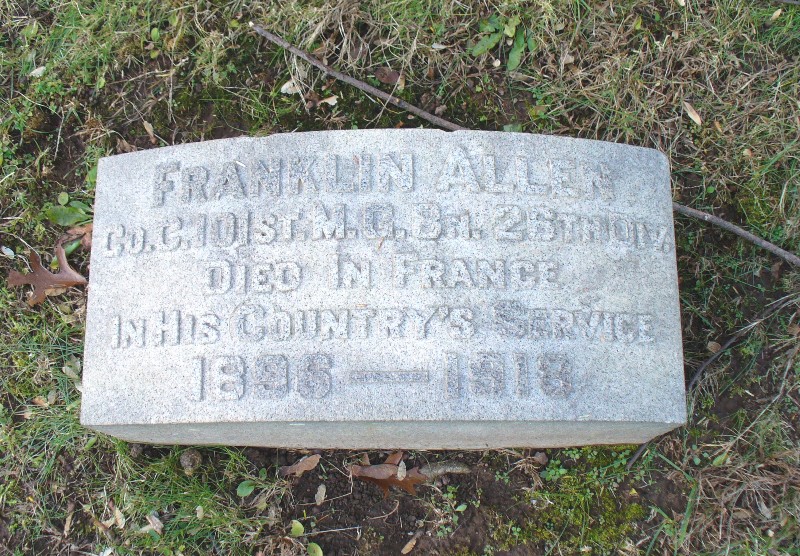 FRANKLIN ALLEN
CO. C. 101ST. M. G. BN. 26TH DIV.
DIED IN FRANCE
IN HIS COUNTRY'S SERVICE
1896 — 1918